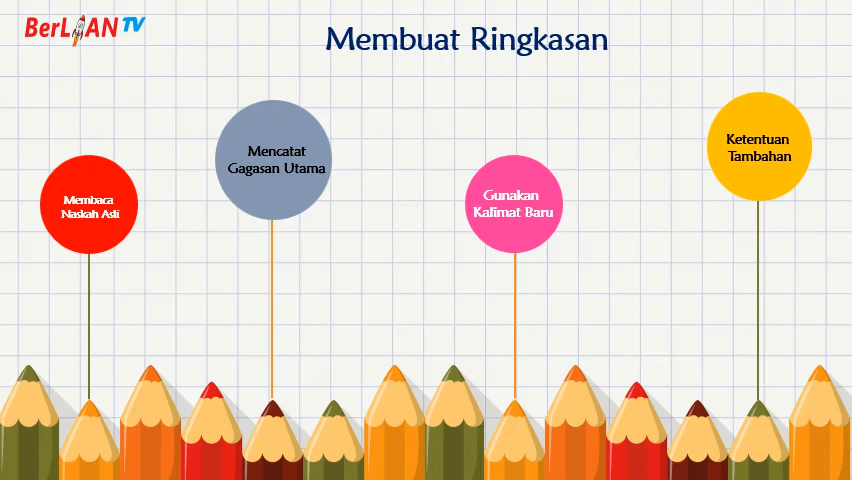 BerLIAN TV
Membuat Ringkasan
Membaca
Naskah Asli
Mencatat
Gagasan Utama
Gunakan
Kalimat Baru
Ketentuan
Tambahan